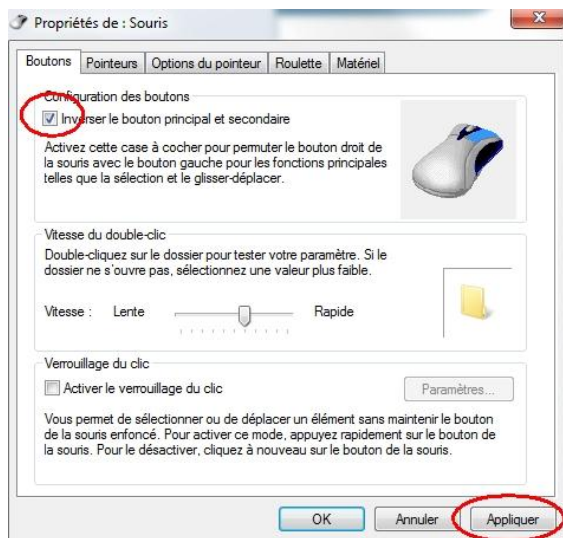 Propriétés de : Souris
Boutons Pointeurs Options du pointeur Roulette Matériel
Configuration des boutons
Inverser le bouton principal et secondaire
Activez cette case à cocher pour permuter le bouton droit de
la souris avec le bouton gauche pour les fonctions principales
telles que la sélection et le glisser-déplacer.
Vitesse du double-clic
Double-cliquez sur le dossier pour tester votre paramètre. Si le
dossier ne s'ouvre pas, sélectionnez une valeur plus faible.
Vitesse : Lente Rapide
Verrouillage du clic
Activer le verrouillage du clic Paramètres...
Vous permet de sélectionner ou de déplacer un élément sans maintenir le bouton
de la souris enfoncé. Pour activer ce mode, appuyez rapidement sur le bouton de
la souris. Pour le désactiver, cliquez à nouveau sur le bouton de la souris.
OK Annuler Appliquer